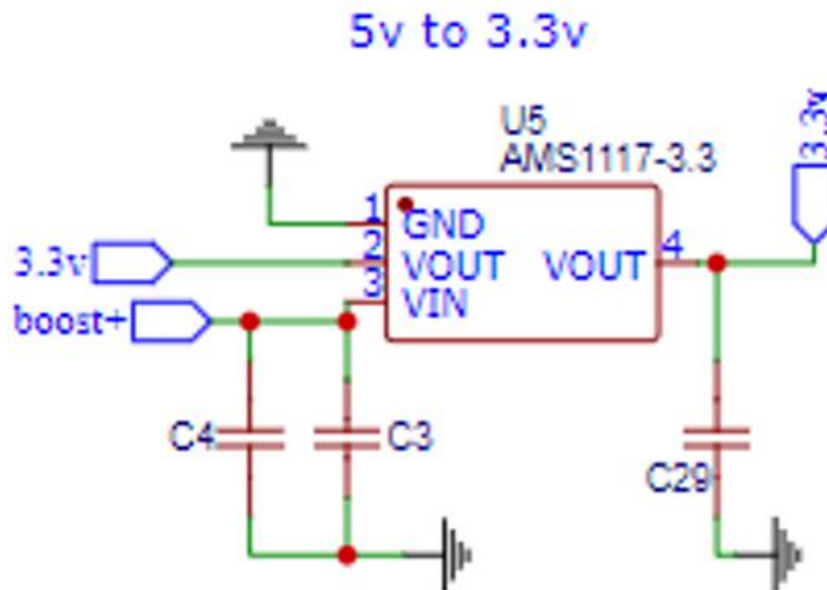 5v to 3.3v
U5
AMS1117-3.3
3.3v
1
GND
3.3v
2
VOUT
VOUT
4
boost+
3
VIN
C4
C3
C29